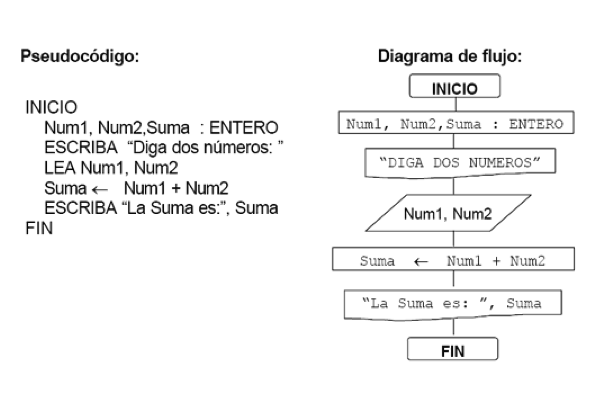 Pseudocódigo:
INICIO
Num1, Num2,Suma : ENTERO
ESCRIBA “Diga dos números: ”
LEA Num1, Num2
Suma ← Num1 + Num2
ESCRIBA “La Suma es:”, Suma
FIN
Diagrama de flujo:
INICIO
Num1, Num2,Suma : ENTERO
“DIGA DOS NUMEROS”
Num1, Num2
Suma ← Num1 + Num2
“La Suma es: ”, Suma
FIN